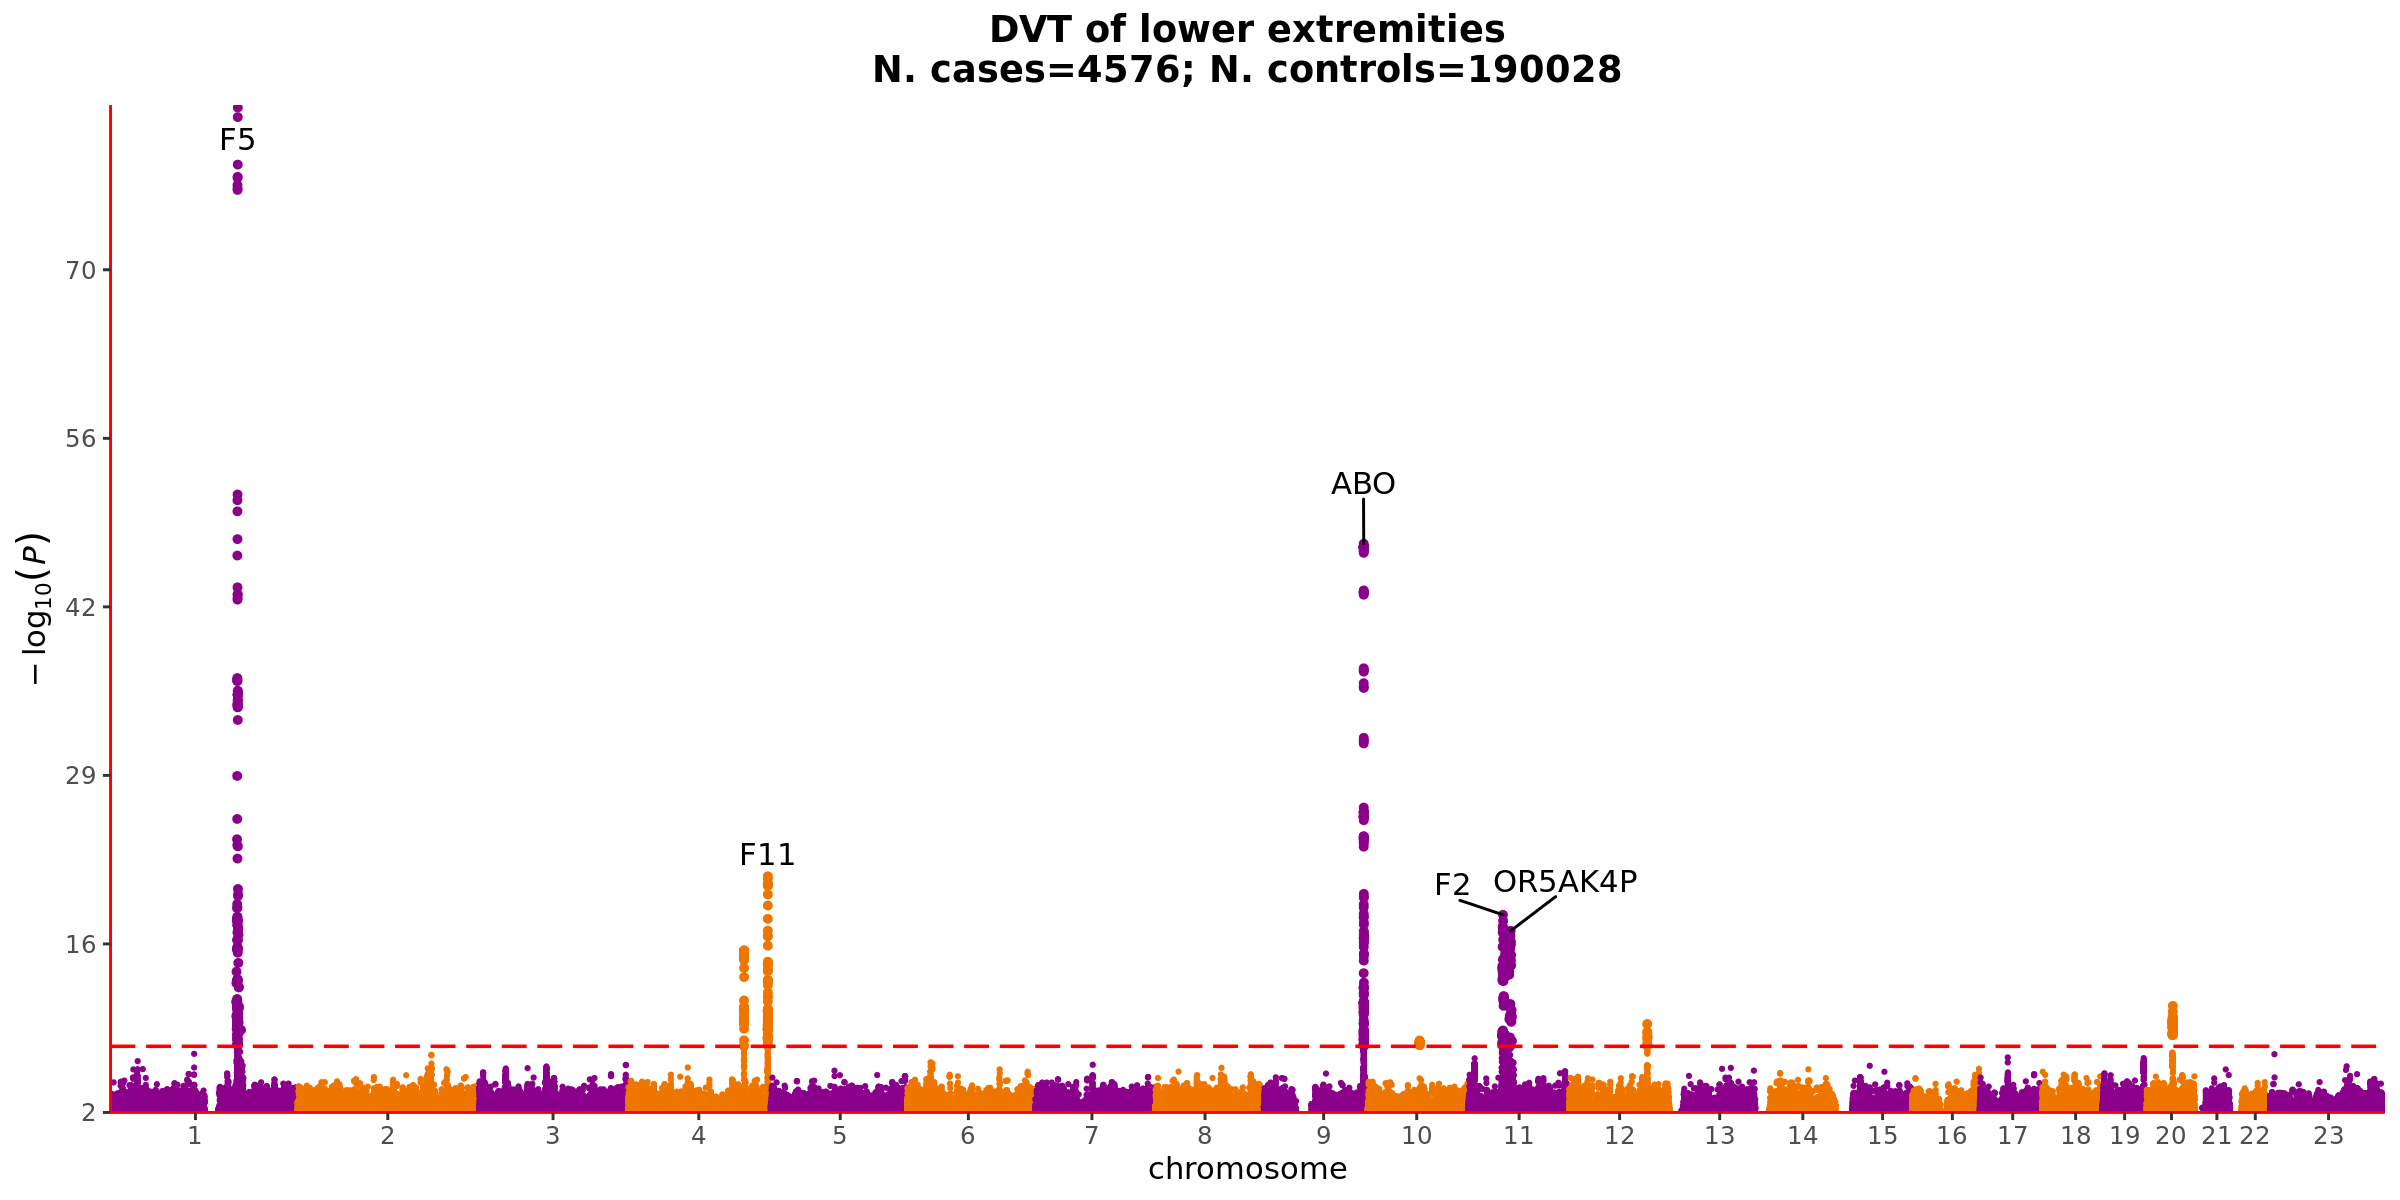 DVT of lower extremities
N. cases=4576; N. controls=190028
F5
70
56
ABO
− log10(P)
42
29
F11
F2 OR5AK4P
16
2
1 2 3 4 5 6 7 8 9 10 11 12 13 14 15 16 17 18 19 20 21 22 23
chromosome